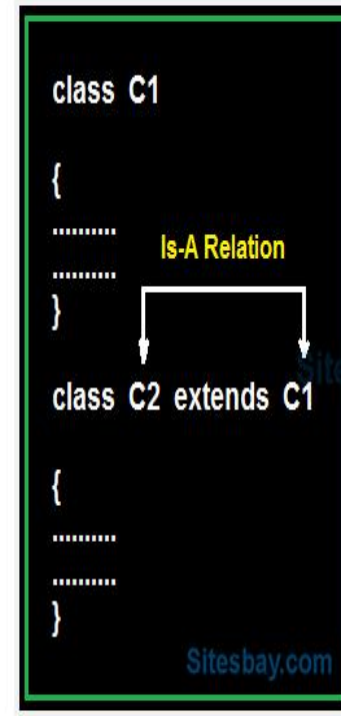 class C1
{
..........
..........
Is-A Relation
}
class C2 extends C1
{
..........
..........
}
Sitesbay.com